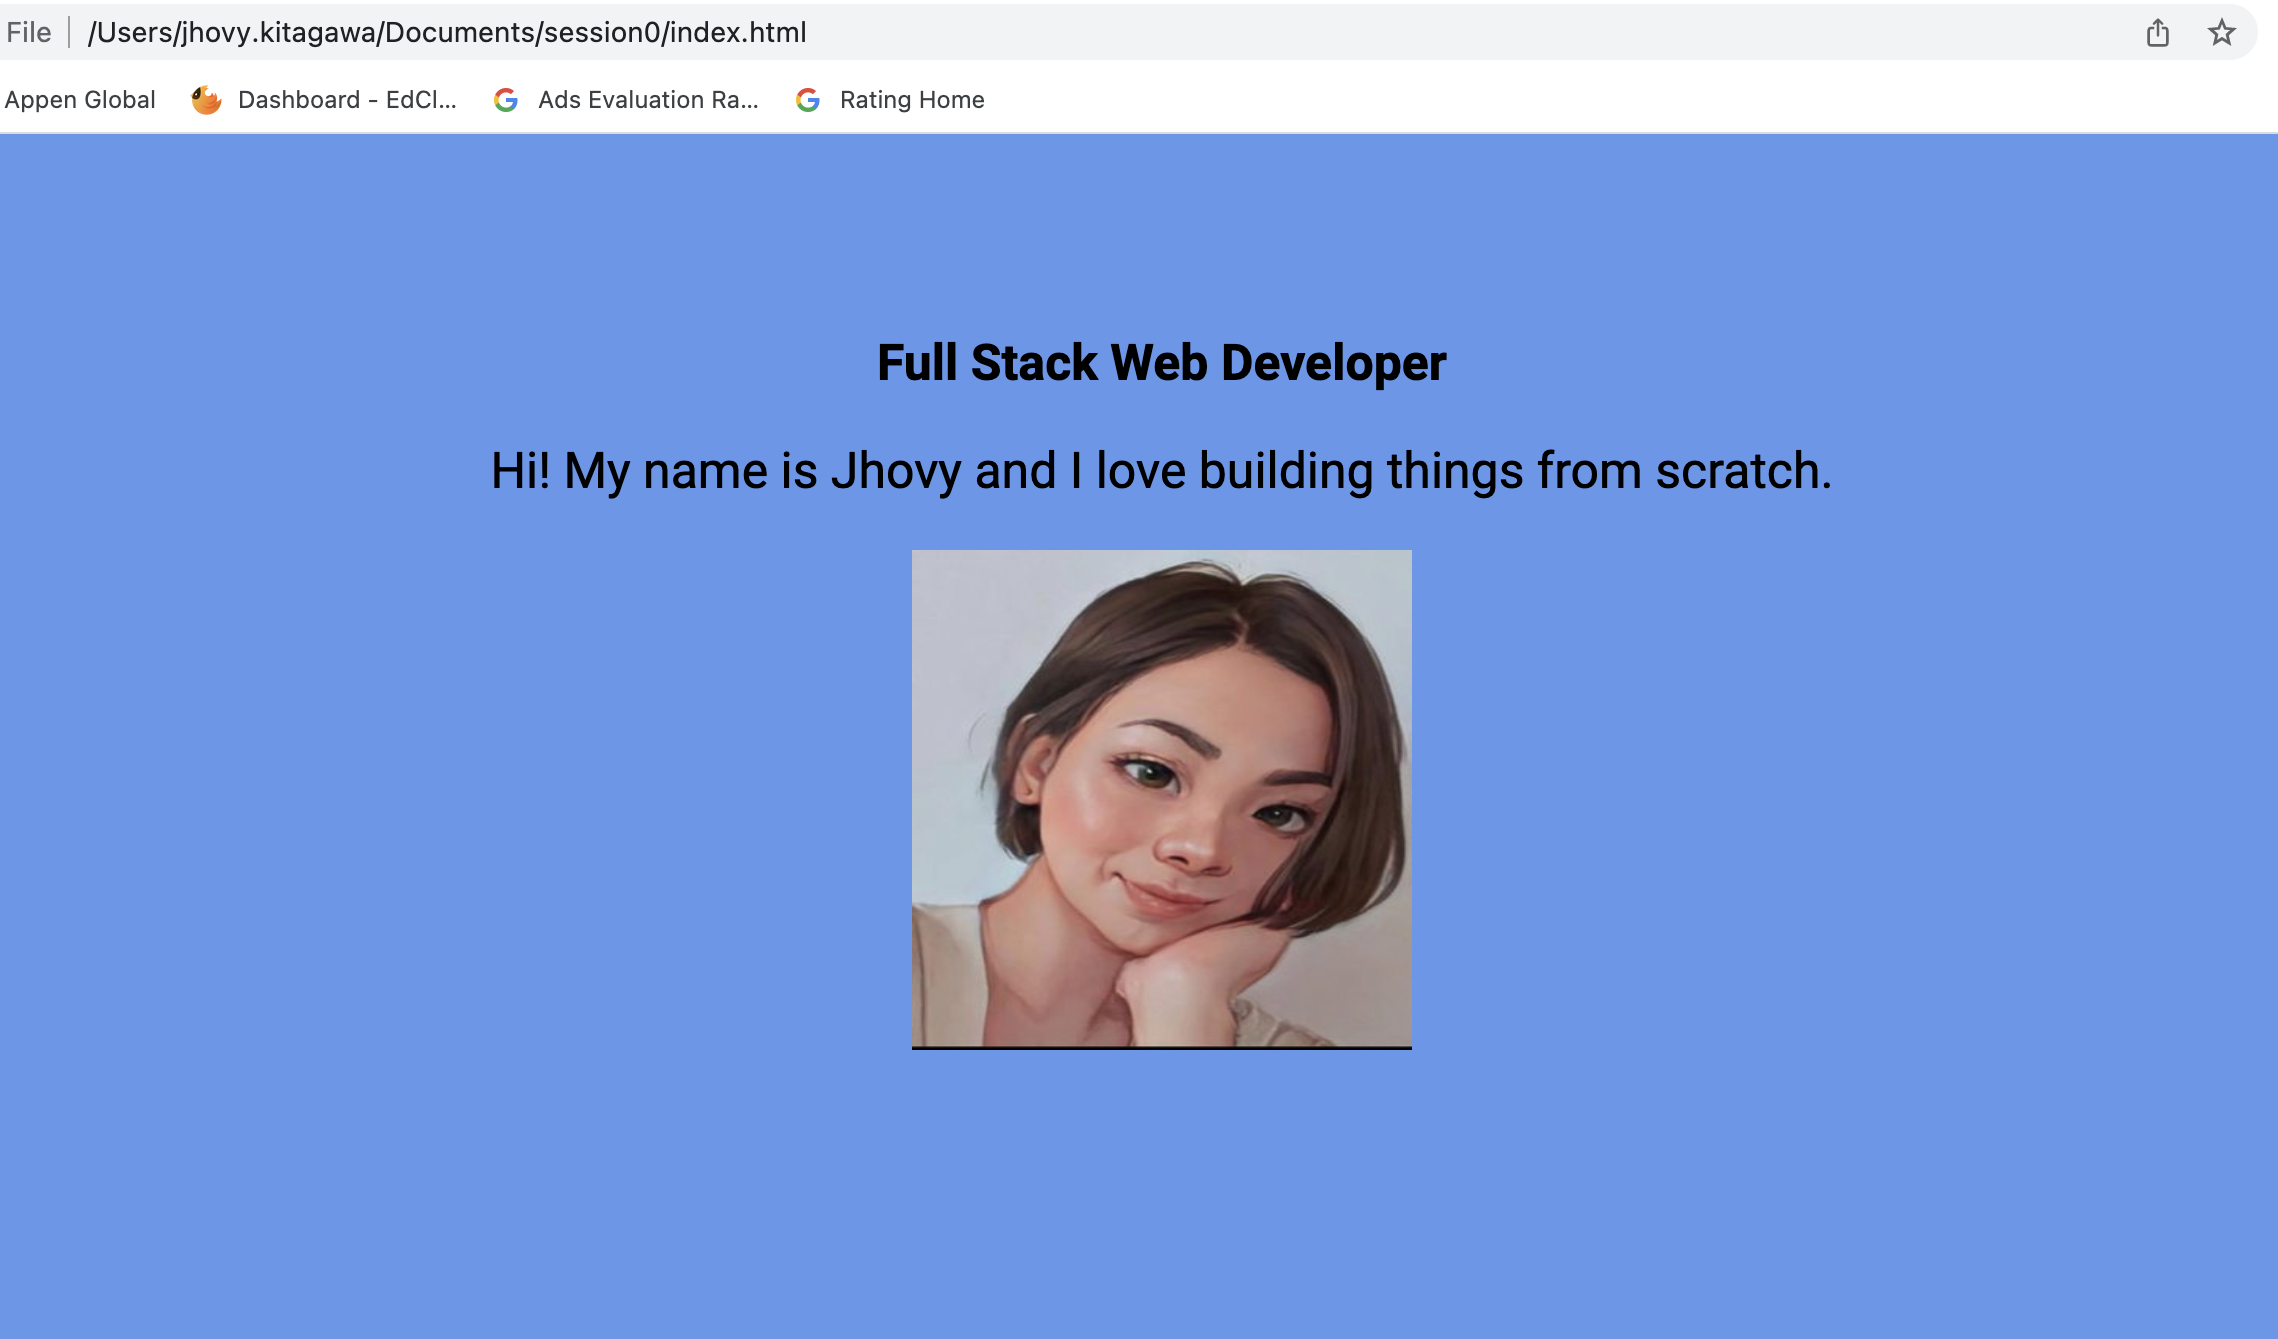 File /Users/jhovy.kitagawa/Documents/session0/index.html
Appen Global Dashboard - EdCl... Ads Evaluation Ra... Rating Home
Full Stack Web Developer
Hi! My name is Jhovy and I love building things from scratch.